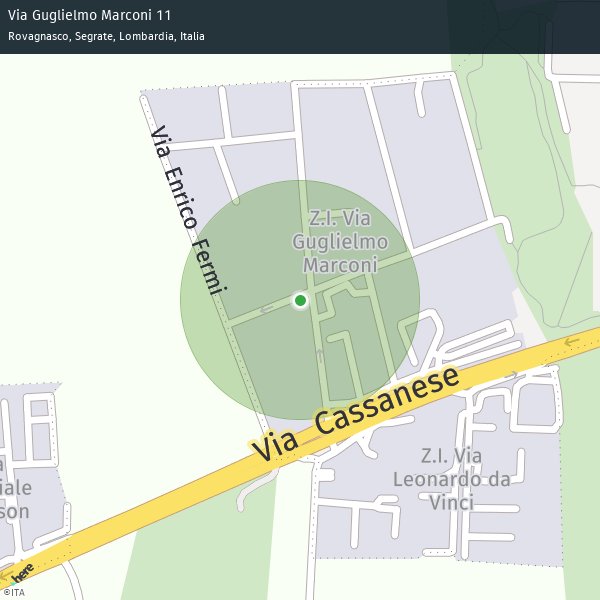 Via Guglielmo Marconi 11
Rovagnasco, Segrate, Lombardia, Italia
Via Enrico Fermi
Z.I. Via
Guglielmo
Marconi
Via Cassanese
Z.I. Via
Leonardo da
Vinci
a
iale
son
here
©ITA